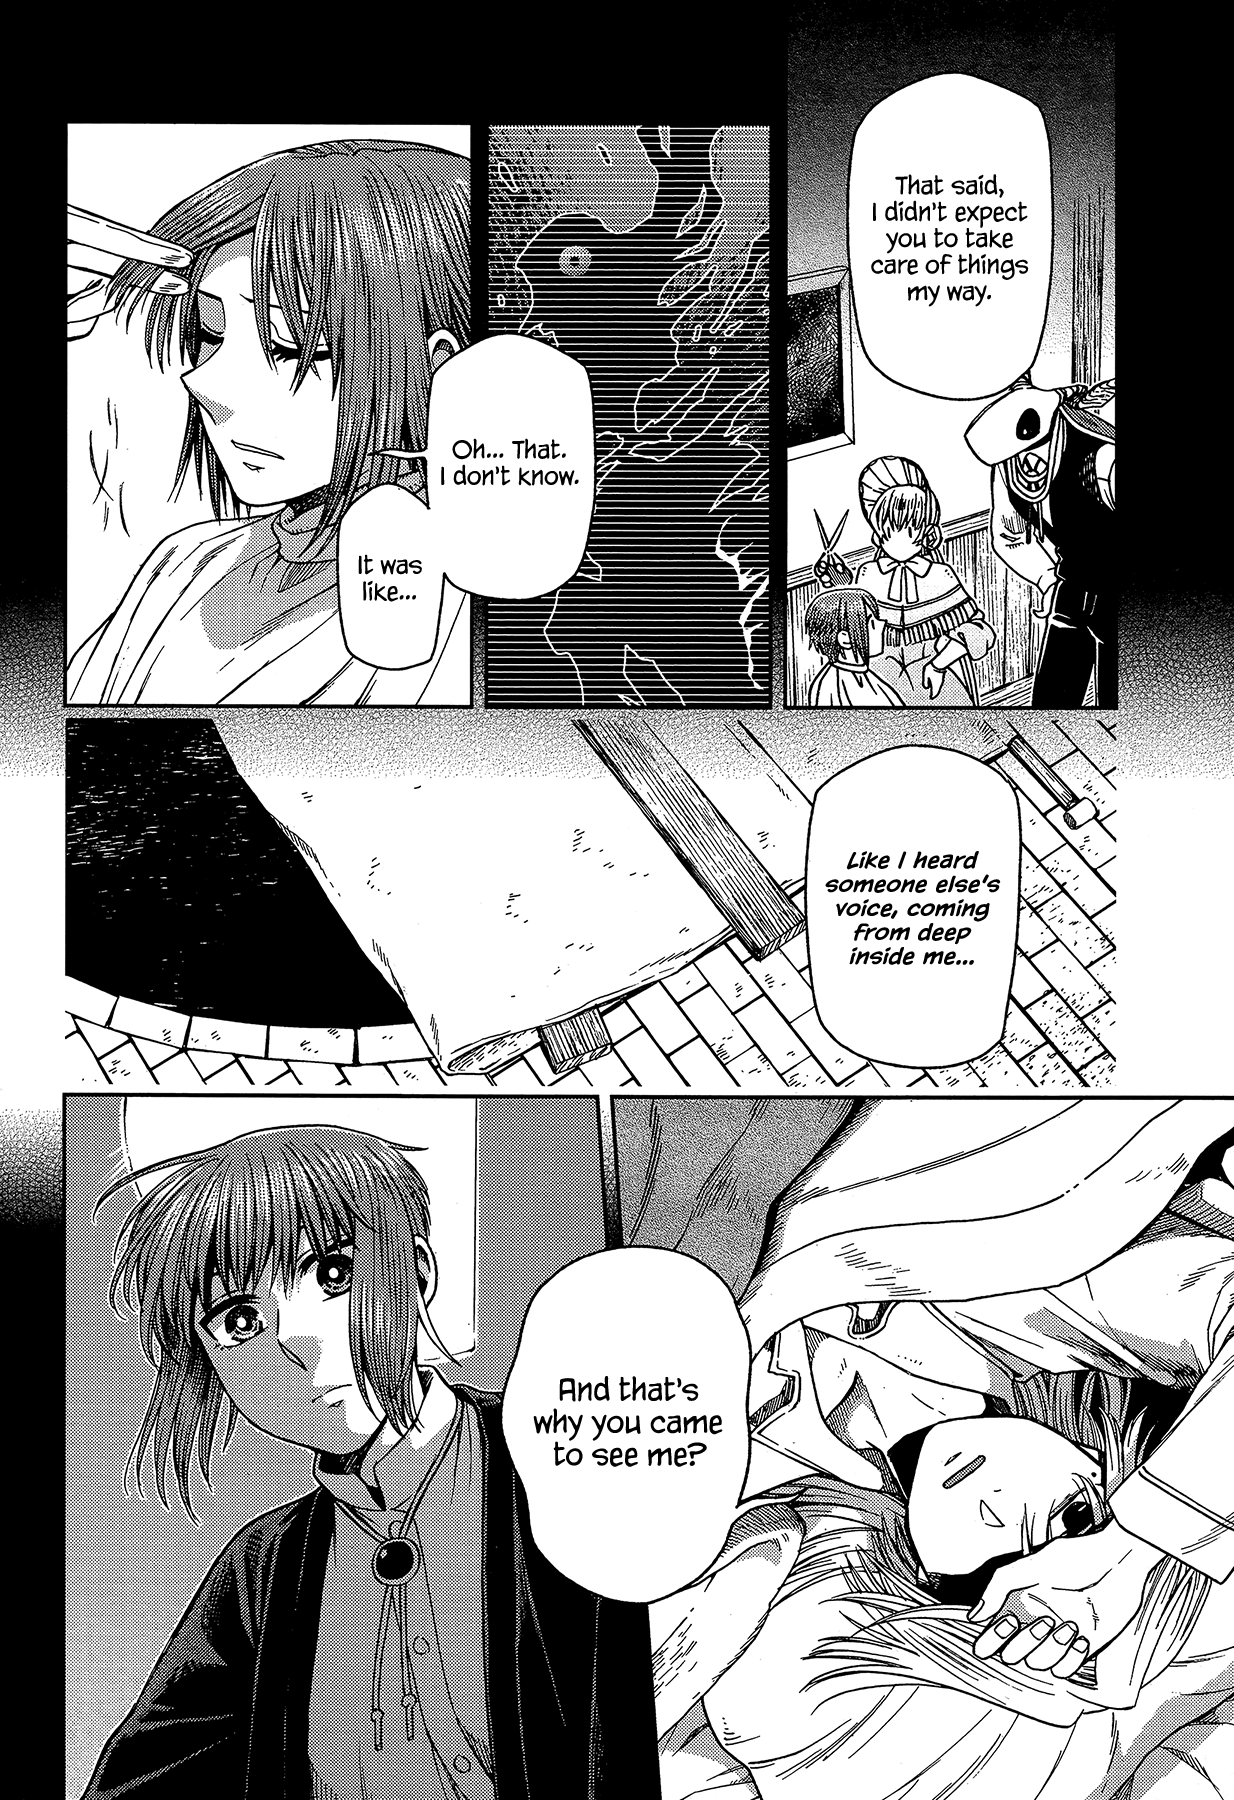 That said,
I didn't expect
you to take
care of things
my way.
Oh... That.
I don't know.
It was
like...
Like I heard
someone else's
voice, coming
from deep
inside me...
And that's
why you came
to see me?